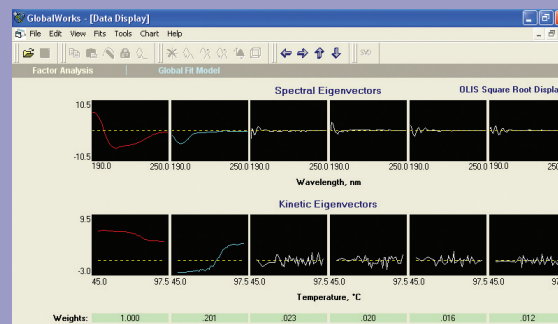 GlobalWorks - [Data Display]
File Edit View Fits Tools Chart Help
SVD
Factor Analysis Global Fit Model
Spectral Eigenvectors OLIS Square Root Displa
10.5
-10.5
190.0 250.0 190.0 250.0 190.0 250.0 190.0 250.0 190.0 250.0 190.0
Wavelength, nm
Kinetic Eigenvectors
9.5
-3.0
45.0 97.5 45.0 97.5 45.0 97.5 45.0 97.5 45.0 97.5 45.0 97
Temperature, °C
Weights: 1.000 .201 .023 .020 .016 .012